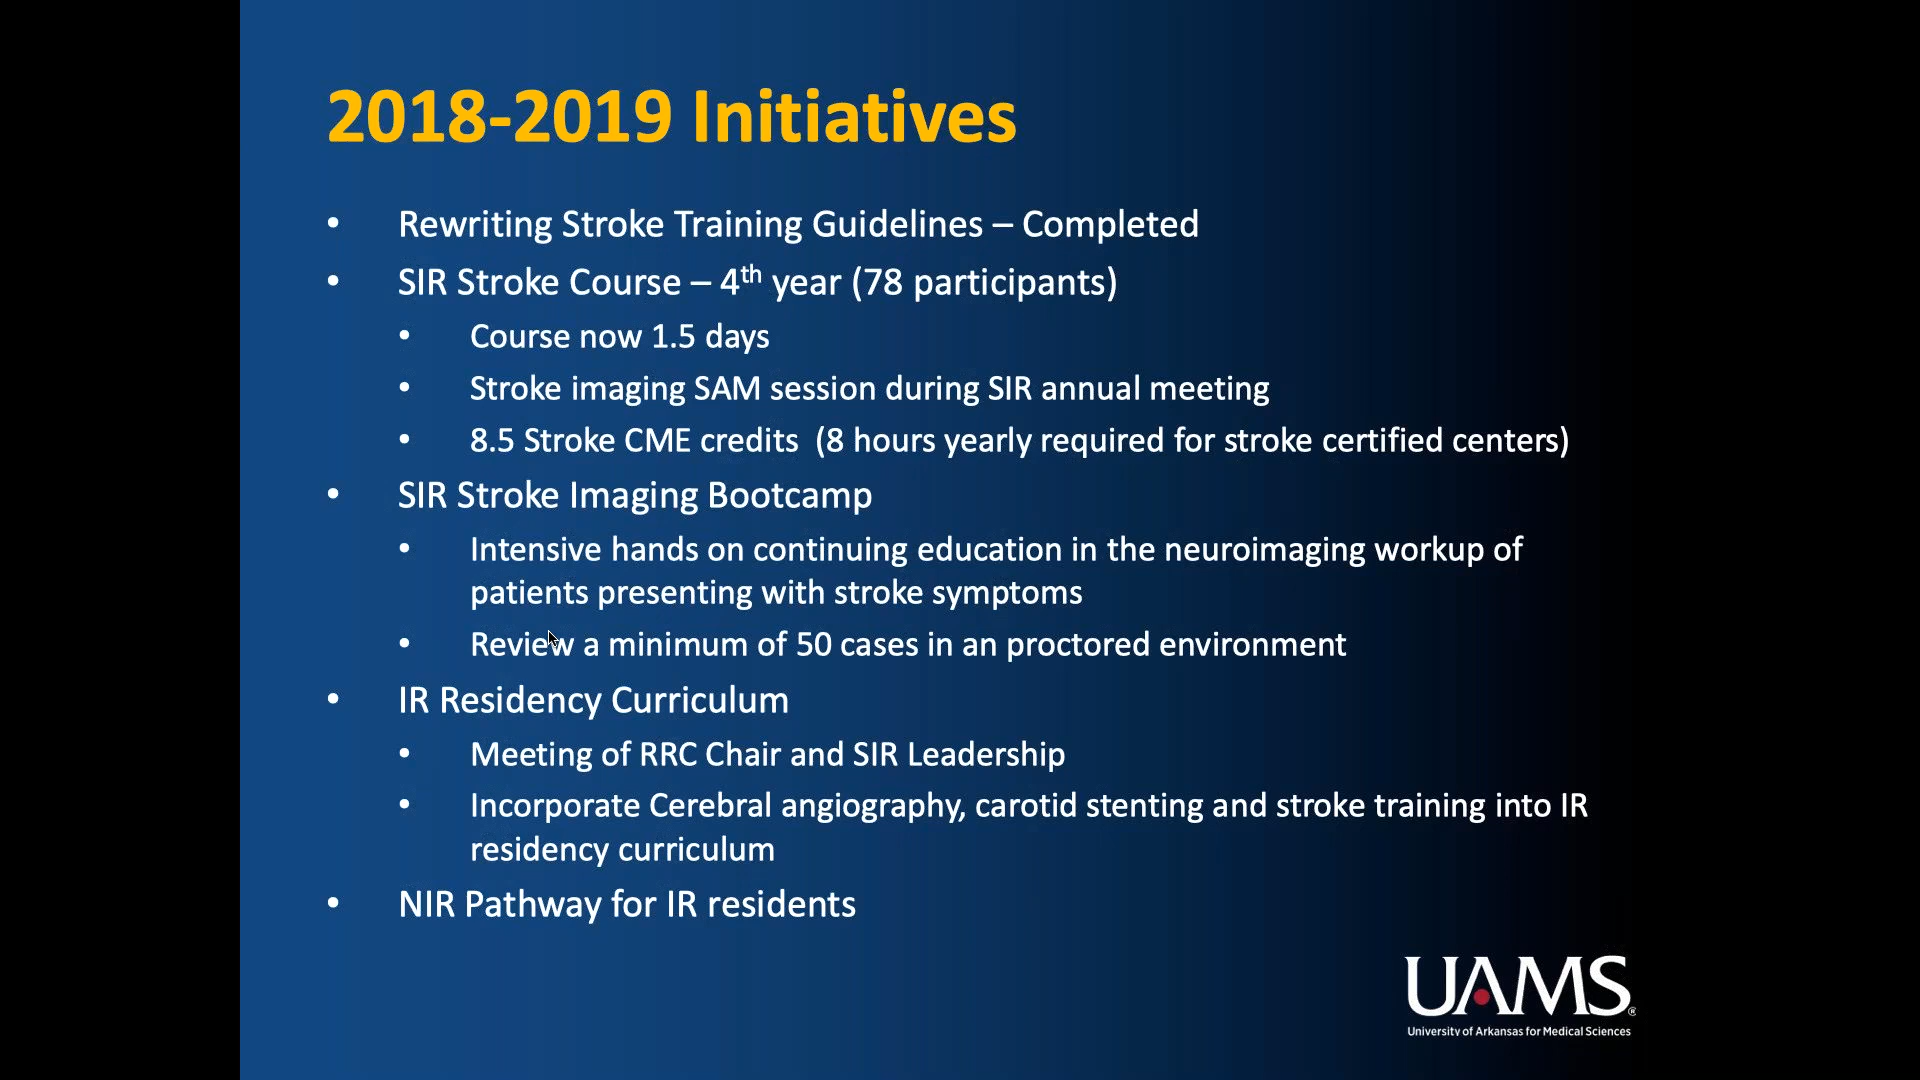 2018-2019 Initiatives
• Rewriting Stroke Training Guidelines – Completed
• SIR Stroke Course – 4th year (78 participants)
• Course now 1.5 days
• Stroke imaging SAM session during SIR annual meeting
• 8.5 Stroke CME credits  (8 hours yearly required for stroke certified centers)
• SIR Stroke Imaging Bootcamp
• Intensive hands on continuing education in the neuroimaging workup of
patients presenting with stroke symptoms
• Review a minimum of 50 cases in an proctored environment
• IR Residency Curriculum
• Meeting of RRC Chair and SIR Leadership
• Incorporate Cerebral angiography, carotid stenting and stroke training into IR
residency curriculum
• NIR Pathway for IR residents
UAMS®
University of Arkansas for Medical Sciences